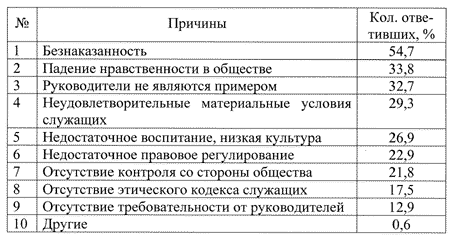 № Причины Кол. отве-
тивших, %
1 Безнаказанность 54,7
2 Падение нравственности в обществе 33,8
3 Руководители не являются примером 32,7
4 Неудовлетворительные материальные условия 29,3
служащих
5 Недостаточное воспитание, низкая культура 26,9
6 Недостаточное правовое регулирование 22,9
7 Отсутствие контроля со стороны общества 21,8
8 Отсутствие этического кодекса служащих 17,5
9 Отсутствие требовательности от руководителей 12,9
10 Другие 0,6